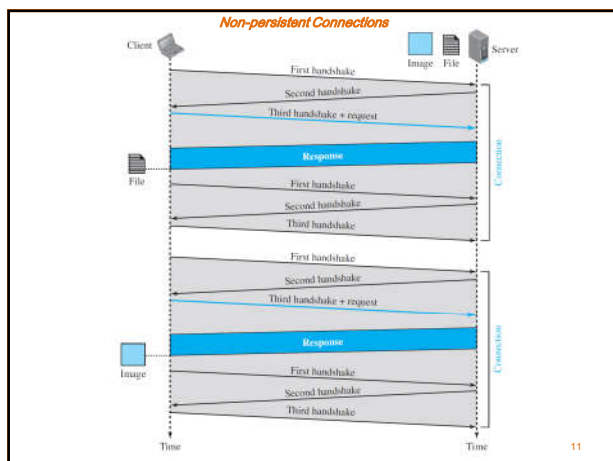 Non-persistent Connections
Client
Server
Image
File
First handshake
Second handshake
Third handshake + request
Response
File
First handshake
Second handshake
Third handshake
Connection
First handshake
Second handshake
Third handshake + request
Response
Image
First handshake
Second handshake
Third handshake
Connection
Time
Time
11